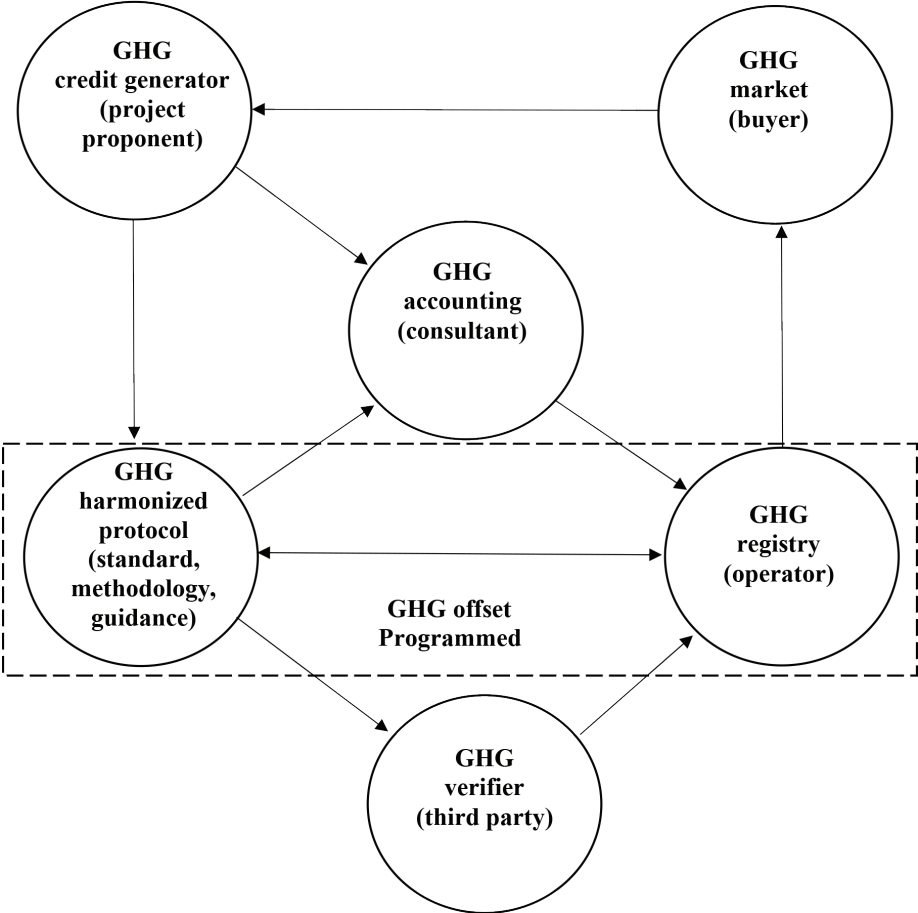 GHG
credit generator
(project
proponent)
GHG
market
(buyer)
GHG
accounting
(consultant)
GHG
harmonized
protocol
(standard,
methodology,
guidance)
GHG
registry
(operator)
GHG offset
Programmed
GHG
verifier
(third party)